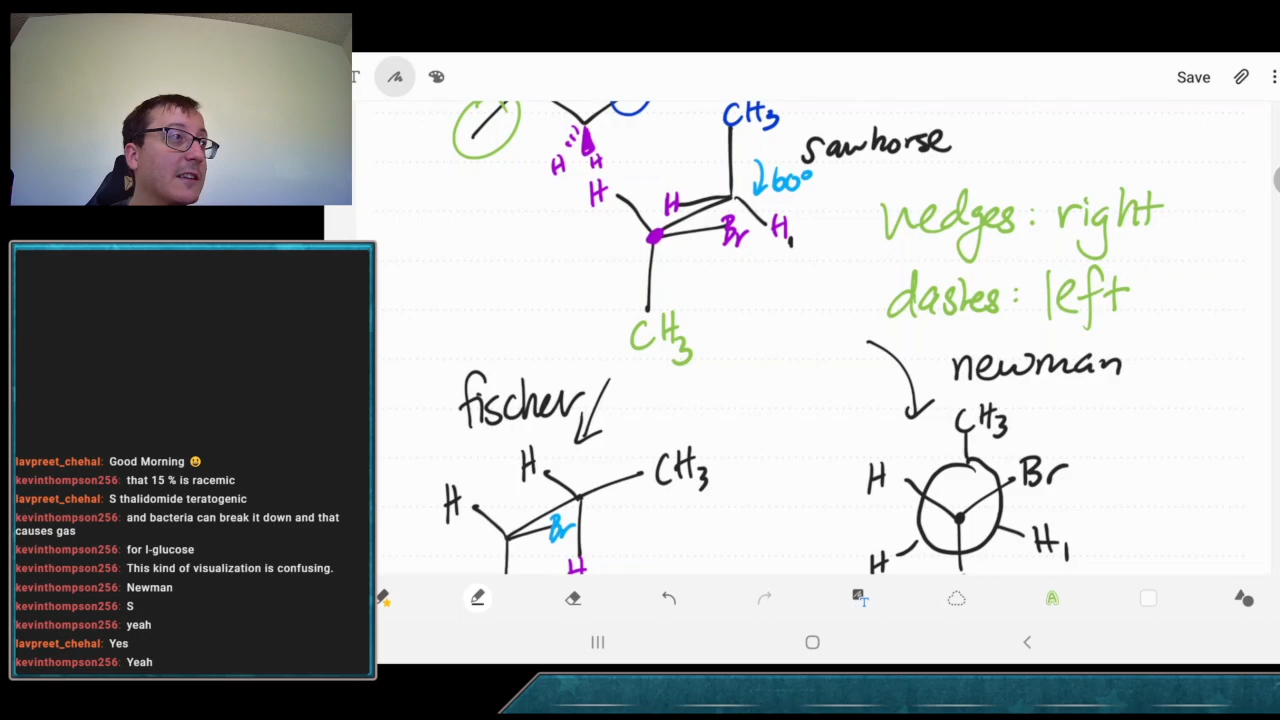 T
Save
CH3
Sawhorse
H
H
H
H
60°
Br
H1
wedges: right
dashes: left
CH3
newman
fischer
CH3
H
CH3
H
Br
H
Br
H
H1
H
lavpreet_chehal: Good Morning 😃
kevinthompson256: that 15 % is racemic
lavpreet_chehal: S thalidomide teratogenic
kevinthompson256: and bacteria can break it down and that
causes gas
kevinthompson256: for l-glucose
kevinthompson256: This kind of visualization is confusing.
kevinthompson256: Newman
kevinthompson256: S
kevinthompson256: yeah
lavpreet_chehal: Yes
kevinthompson256: Yeah